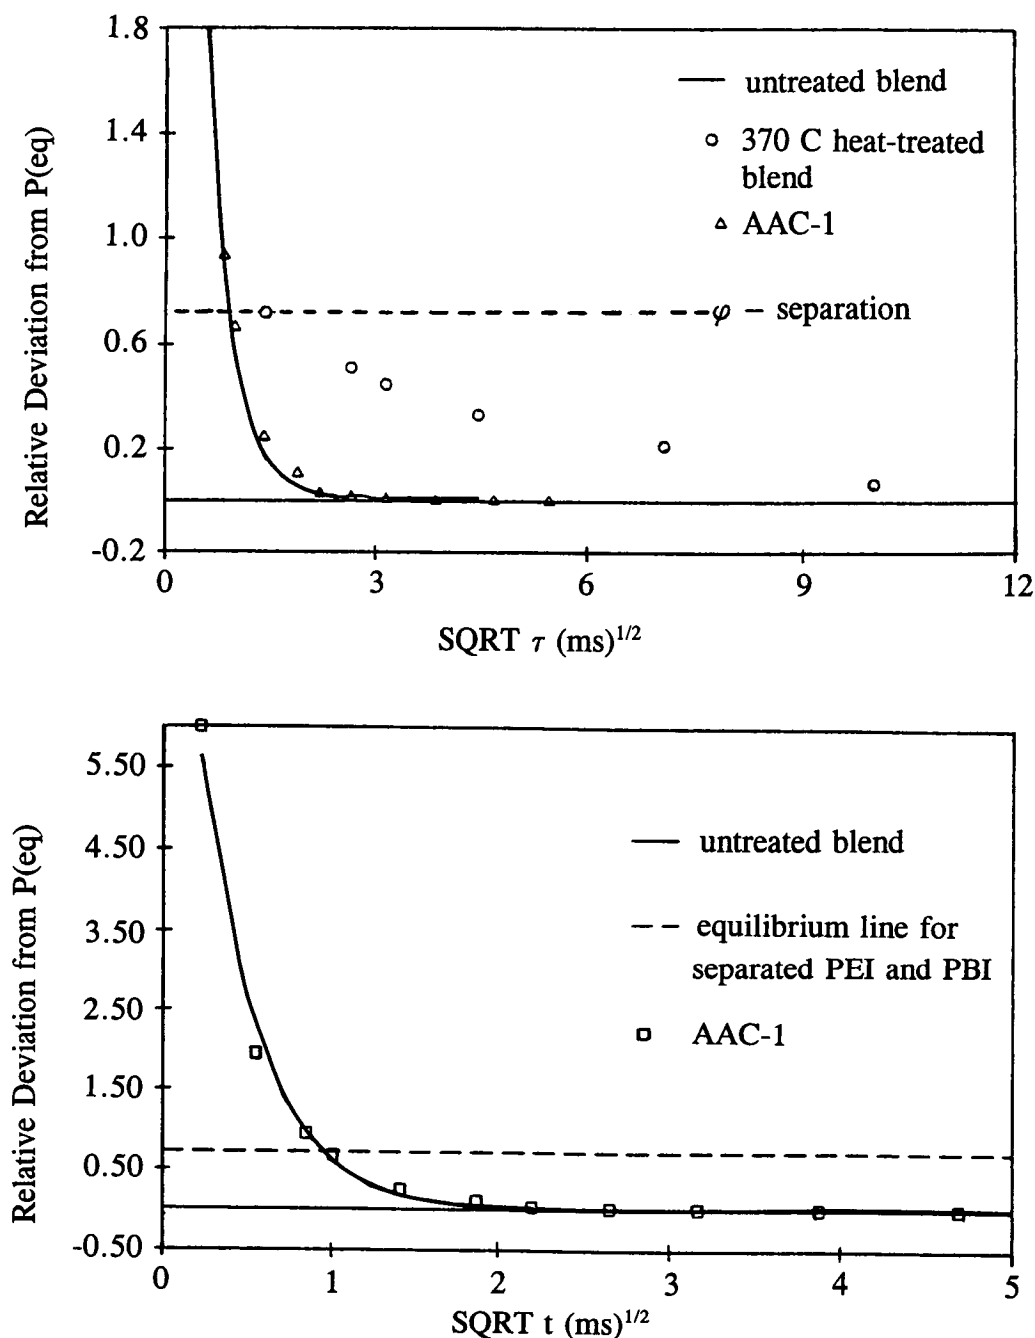 1.8
1.4
1.0
0.6
0.2
-0.2
0
3
6
9
12
Relative Deviation from P(eq)
SQRT τ (ms)1/2
untreated blend
370 C heat-treated
blend
AAC-1
φ – separation
5.50
4.50
3.50
2.50
1.50
0.50
-0.50
0
1
2
3
4
5
Relative Deviation from P(eq)
SQRT t (ms)1/2
untreated blend
equilibrium line for
separated PEI and PBI
AAC-1